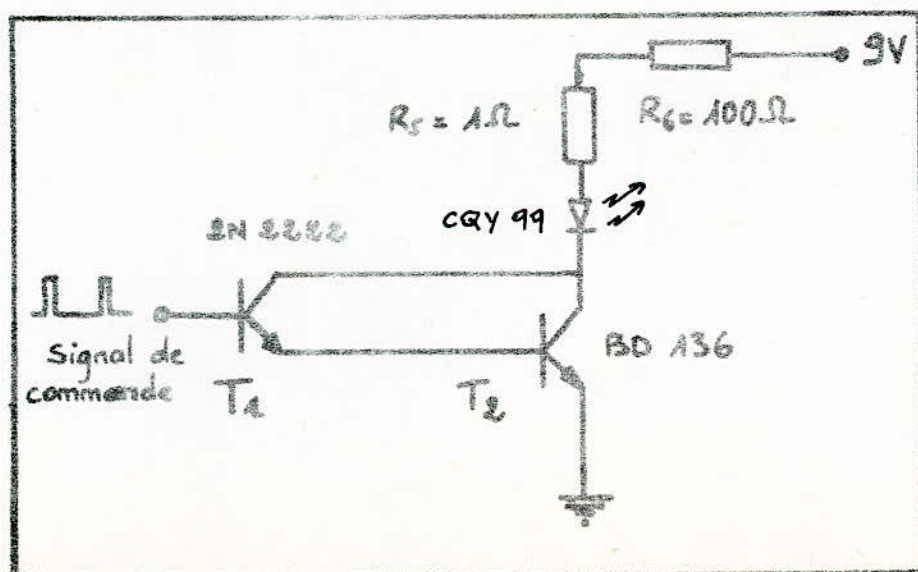 9V
R5 = 1Ω
R6 = 100Ω
CQY 99
2N 2222
BD 136
Signal de
commande
T1
T2